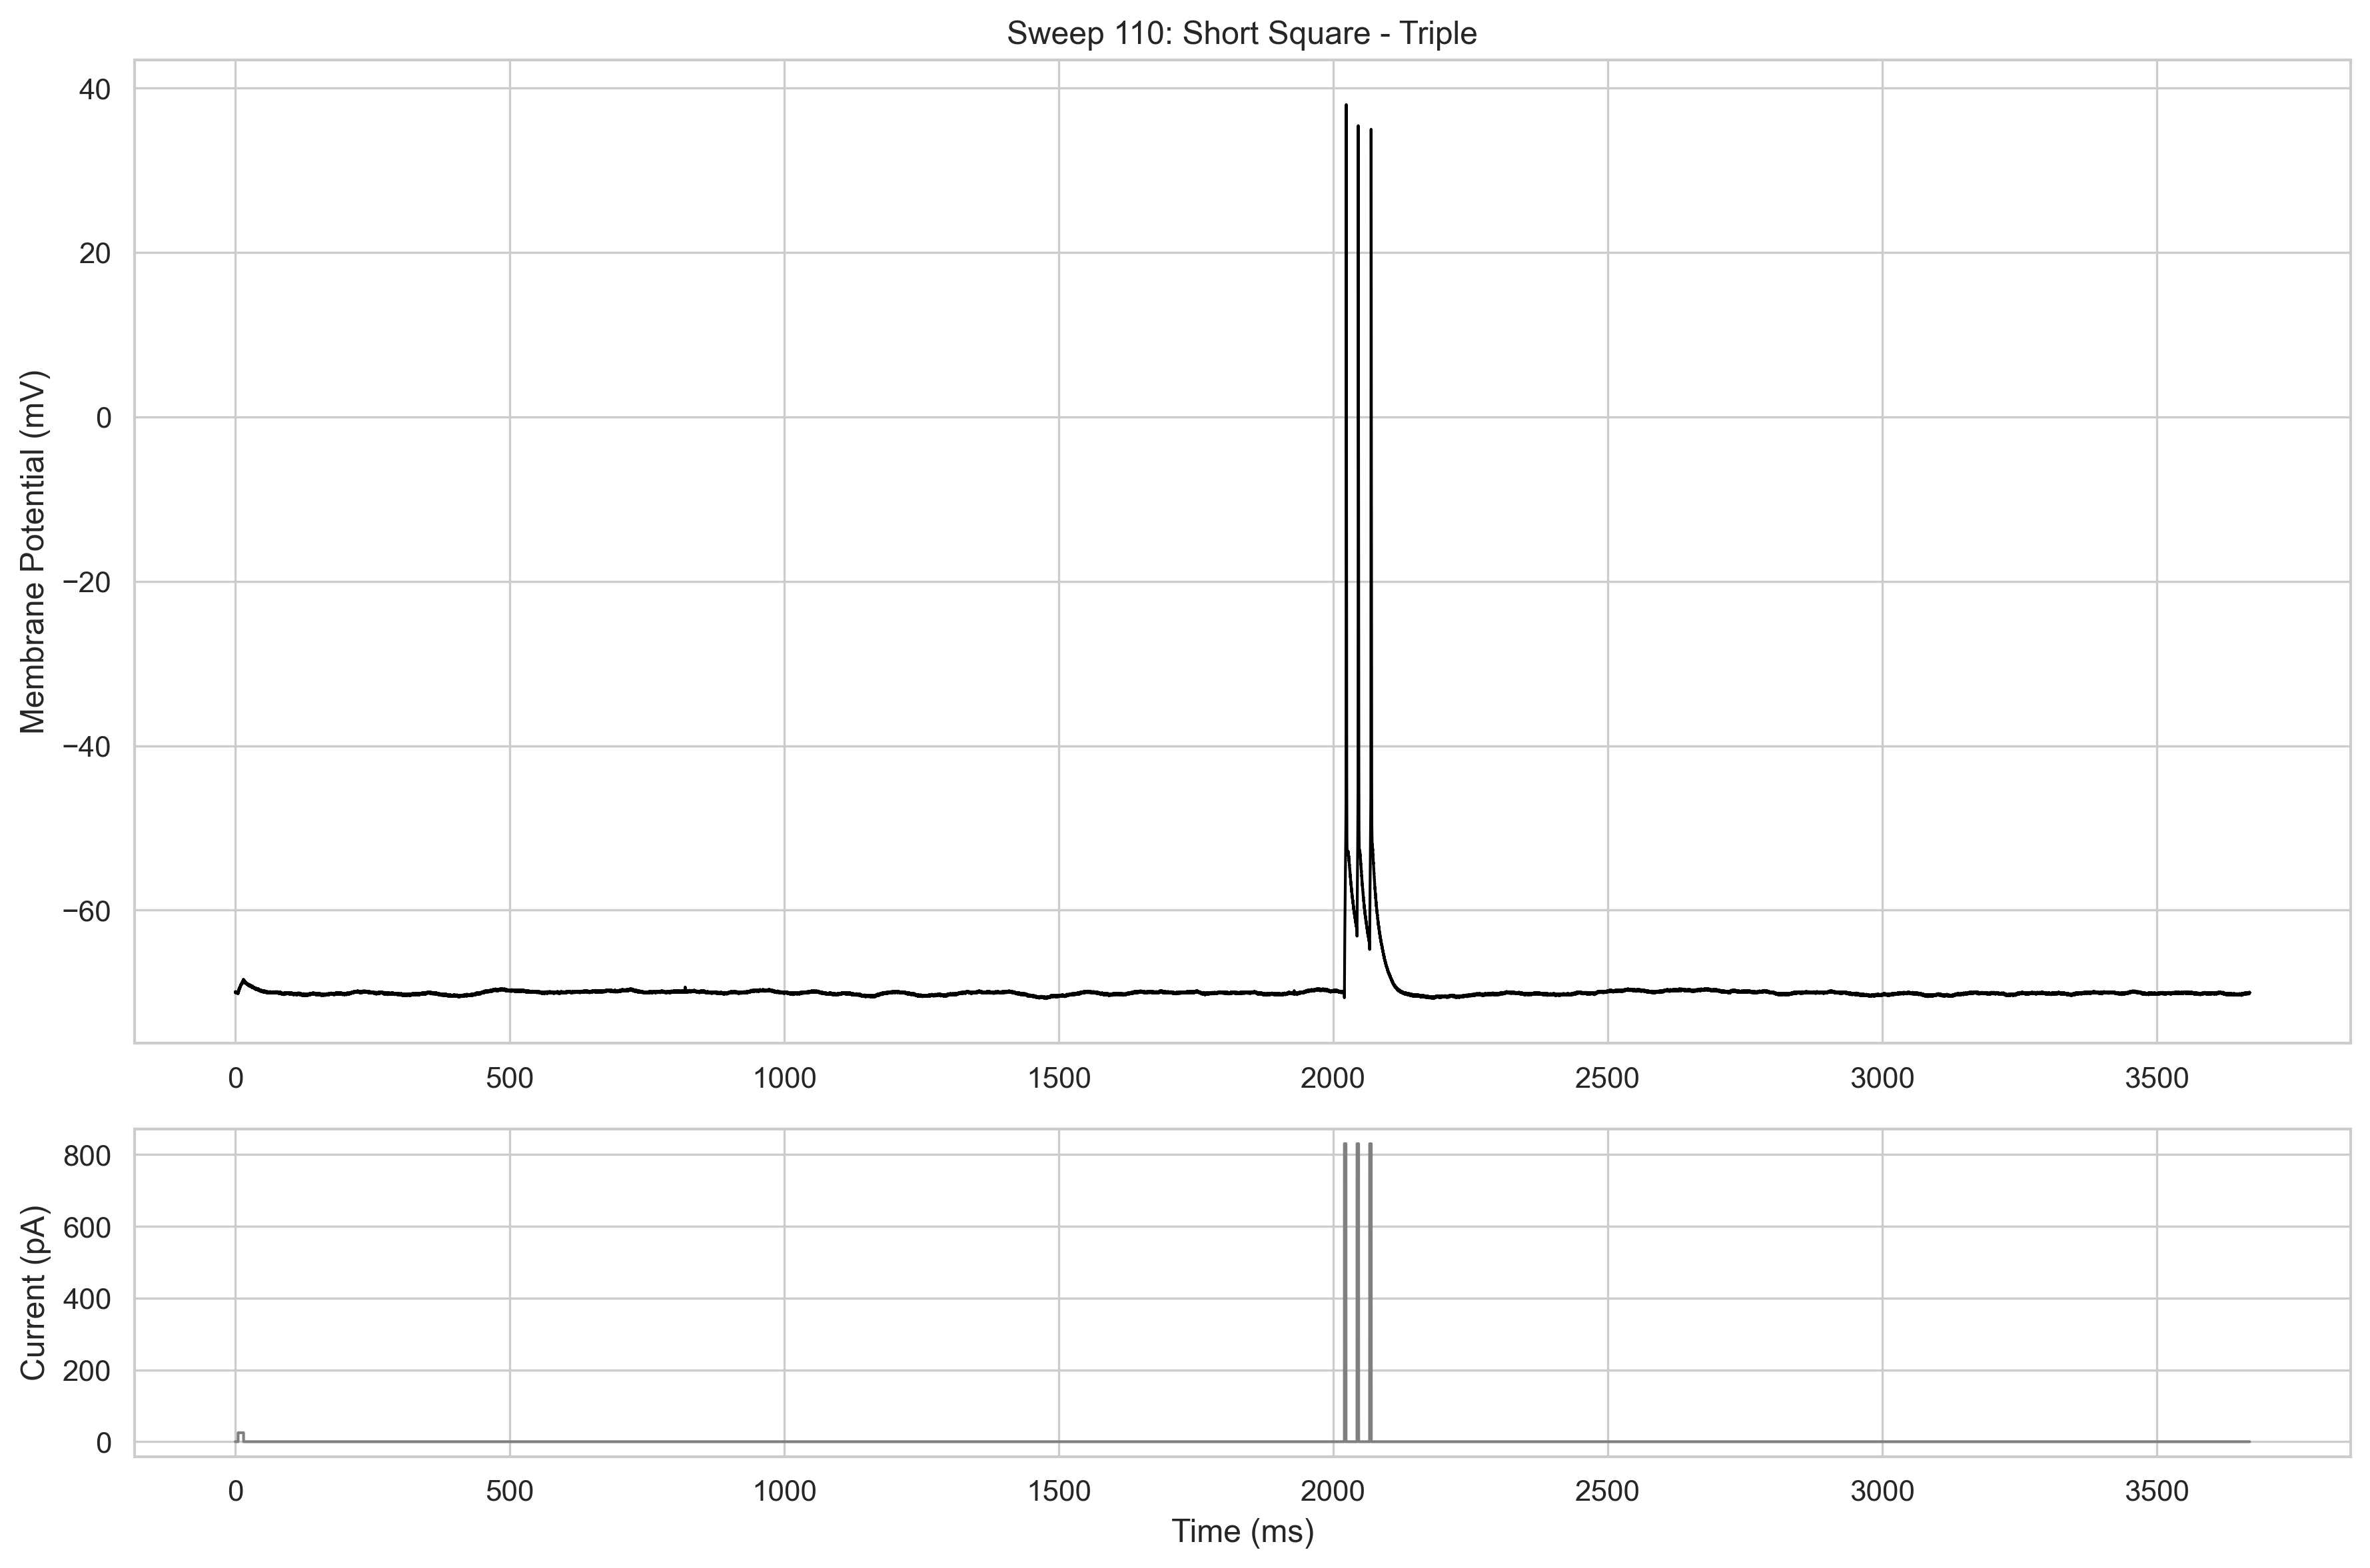 Sweep 110: Short Square - Triple
Membrane Potential (mV)
40
20
0
−20
−40
−60
0 500 1000 1500 2000 2500 3000 3500
Current (pA)
800
600
400
200
0
0 500 1000 1500 2000 2500 3000 3500
Time (ms)